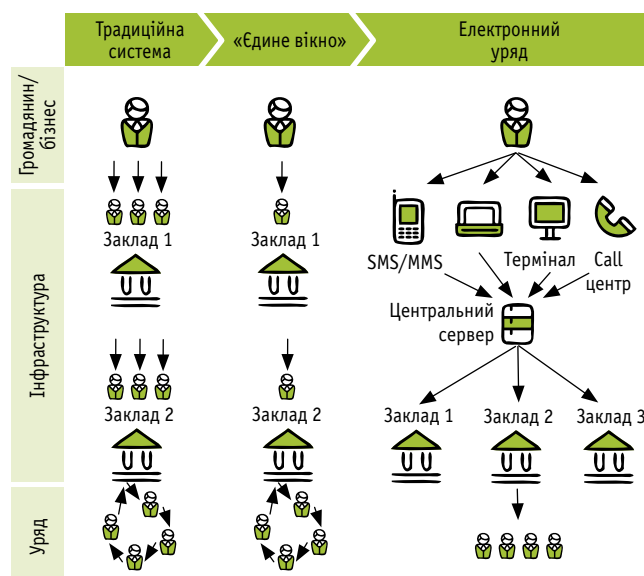 Традиційна
система
«Єдине вікно»
Електронний
уряд
Громадянин/
бізнес
Інфраструктура
Уряд
Заклад 1
Заклад 2
Заклад 1
Заклад 2
SMS/MMS
Термінал
Call
центр
Центральний
сервер
Заклад 1
Заклад 2
Заклад 3